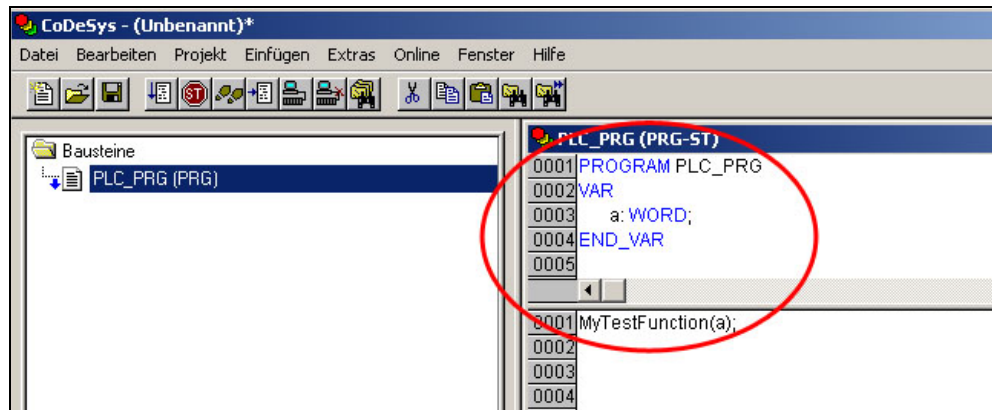 CoDeSys - (Unbenannt)*
Datei Bearbeiten Projekt Einfügen Extras Online Fenster Hilfe
ST
Bausteine
PLC_PRG (PRG)
PLC_PRG (PRG-ST)
0001 PROGRAM PLC_PRG
0002 VAR
0003 a: WORD;
0004 END_VAR
0005
0001 MyTestFunction(a);
0002
0003
0004